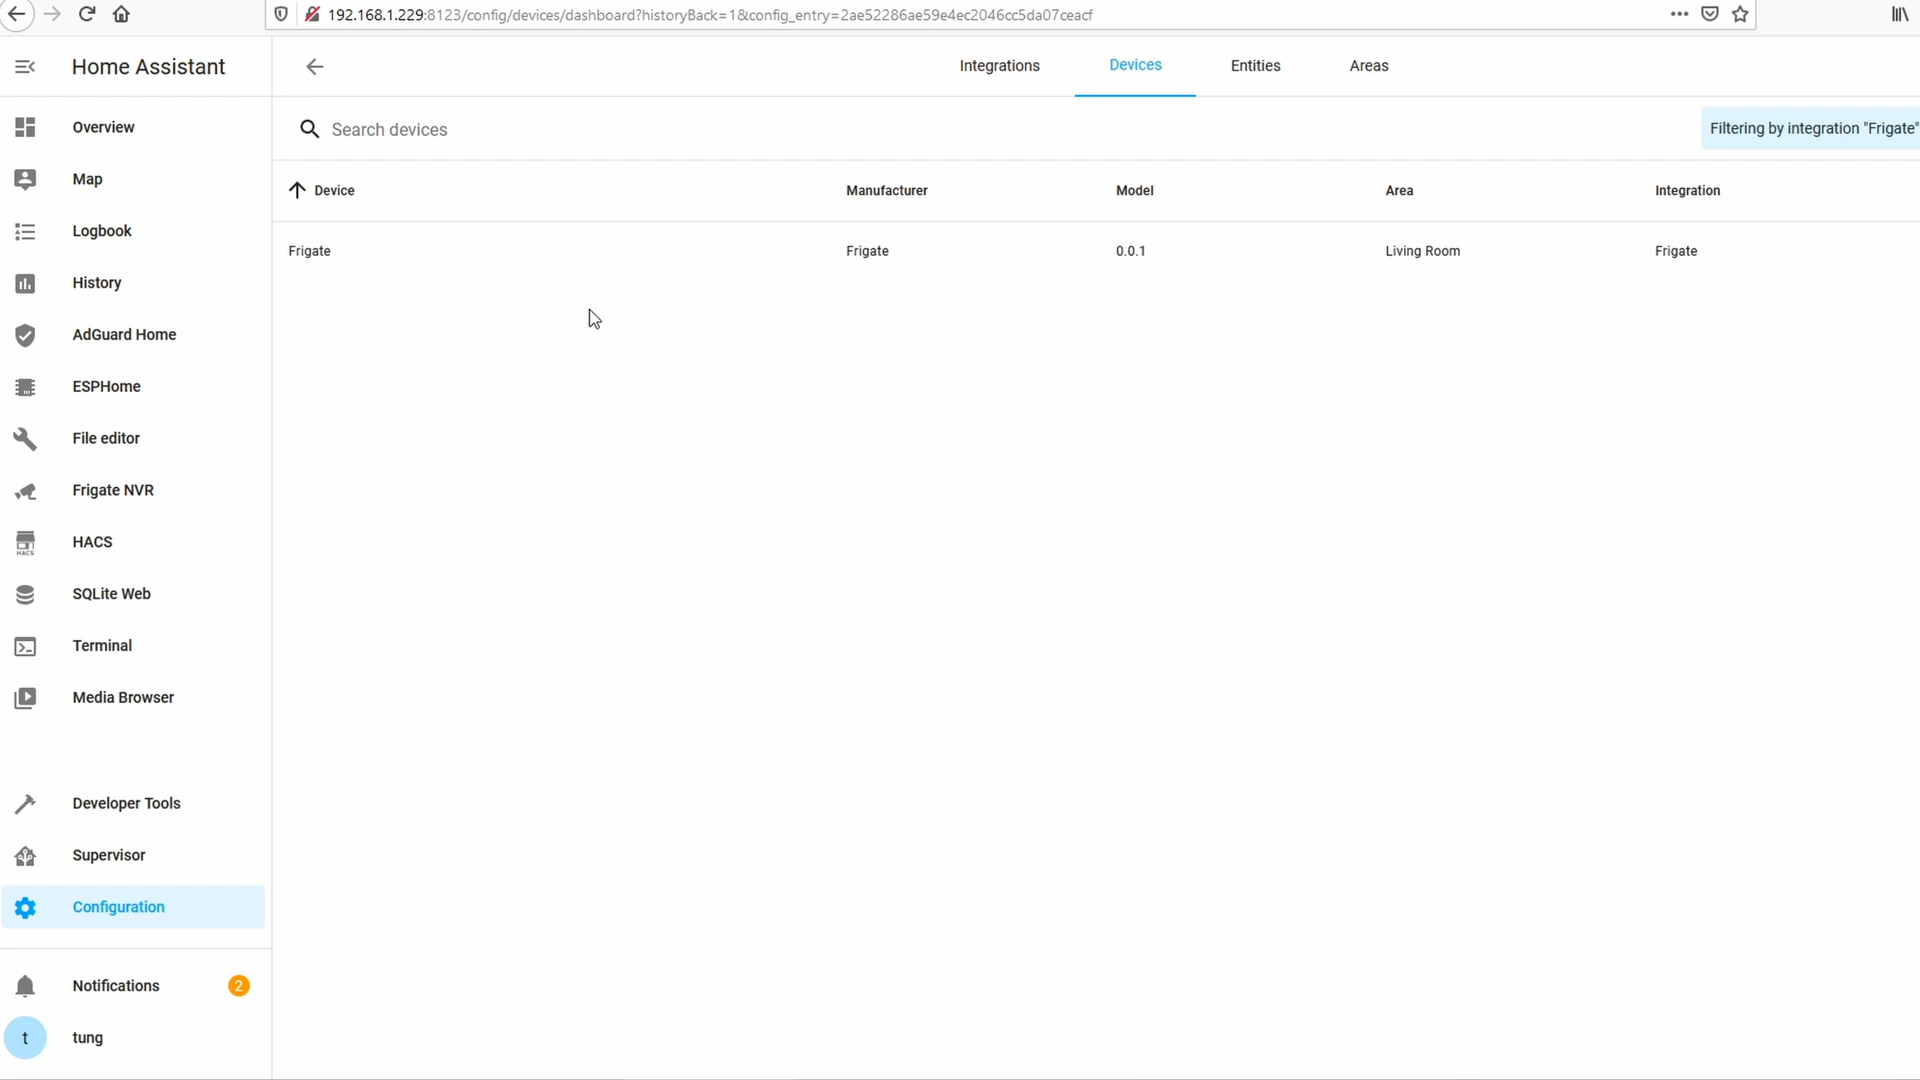 192.168.1.229:8123/config/devices/dashboard?historyBack=1&config_entry=2ae52286ae59e4ec2046cc5da07ceacf
Home Assistant
Integrations
Devices
Entities
Areas
Overview
Search devices
Filtering by integration "Frigate"
Map
Device
Manufacturer
Model
Area
Integration
Logbook
Frigate
Frigate
0.0.1
Living Room
Frigate
History
AdGuard Home
ESPHome
File editor
Frigate NVR
HACS
HACS
SQLite Web
Terminal
Media Browser
Developer Tools
Supervisor
Configuration
Notifications
2
t
tung